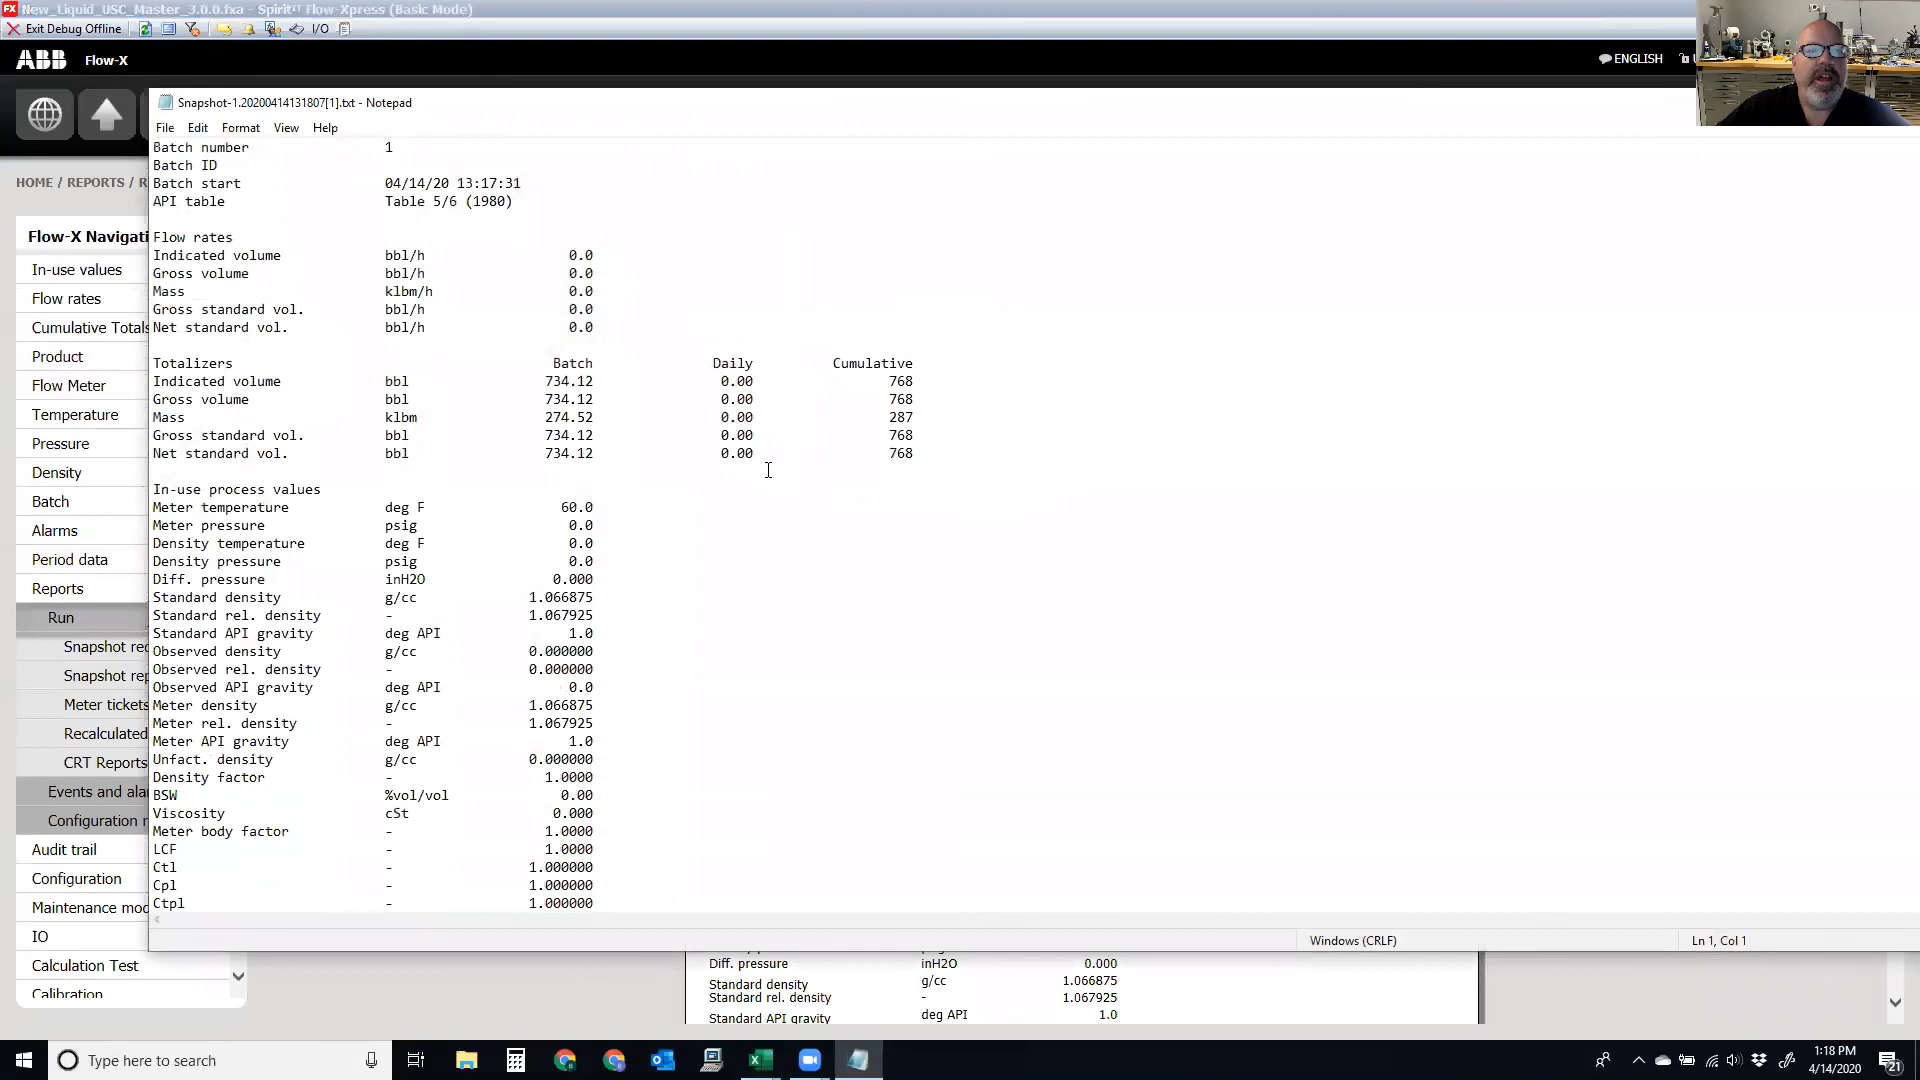 New_Liquid_USC_Master_3.0.0.fxa - Spirit IT Flow-Xpress (Basic Mode)
Exit Debug Offline I/O
ABB Flow-X ENGLISH
Snapshot-1.20200414131807[1].txt - Notepad
File Edit Format View Help
HOME / REPORTS / R
Flow-X Navigati
In-use values
Flow rates
Cumulative Totals
Product
Flow Meter
Temperature
Pressure
Density
Batch
Alarms
Period data
Reports
Run
Snapshot rec
Snapshot rep
Meter tickets
Recalculated
CRT Reports
Events and ala
Configuration r
Audit trail
Configuration
Maintenance mod
IO
Calculation Test
Calibration
Batch number 1
Batch ID
Batch start 04/14/20 13:17:31
API table Table 5/6 (1980)
Flow rates
Indicated volume bbl/h 0.0
Gross volume bbl/h 0.0
Mass klbm/h 0.0
Gross standard vol. bbl/h 0.0
Net standard vol. bbl/h 0.0
Totalizers Batch Daily Cumulative
Indicated volume bbl 734.12 0.00 768
Gross volume bbl 734.12 0.00 768
Mass klbm 274.52 0.00 287
Gross standard vol. bbl 734.12 0.00 768
Net standard vol. bbl 734.12 0.00 768
In-use process values
Meter temperature deg F 60.0
Meter pressure psig 0.0
Density temperature deg F 0.0
Density pressure psig 0.0
Diff. pressure inH2O 0.000
Standard density g/cc 1.066875
Standard rel. density - 1.067925
Standard API gravity deg API 1.0
Observed density g/cc 0.000000
Observed rel. density - 0.000000
Observed API gravity deg API 0.0
Meter density g/cc 1.066875
Meter rel. density - 1.067925
Meter API gravity deg API 1.0
Unfact. density g/cc 0.000000
Density factor - 1.0000
BSW %vol/vol 0.00
Viscosity cSt 0.000
Meter body factor - 1.0000
LCF - 1.0000
Ctl - 1.000000
Cpl - 1.000000
Ctpl - 1.000000
Windows (CRLF) Ln 1, Col 1
Diff. pressure inH2O 0.000
Standard density g/cc 1.066875
Standard rel. density - 1.067925
Standard API gravity deg API 1.0
Type here to search
1:18 PM
4/14/2020
21